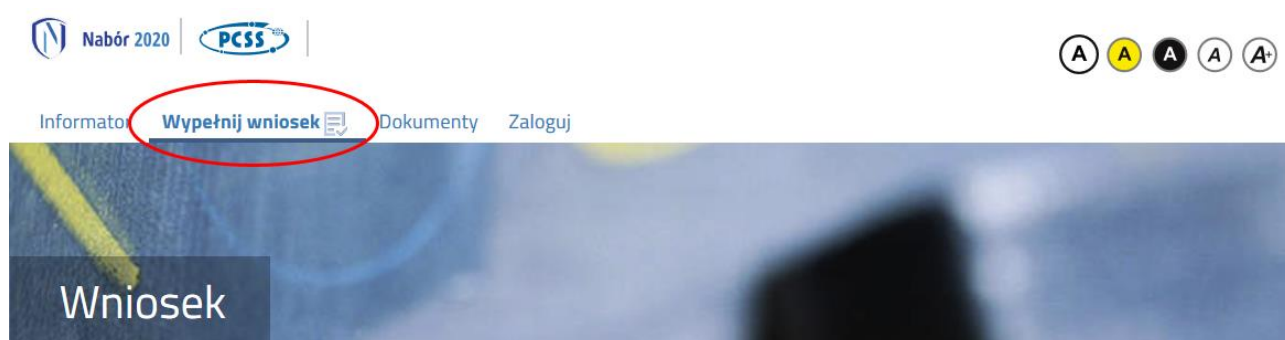 Nabór 2020 PCSS
A A A A A+
Informator Wypełnij wniosek Dokumenty Zaloguj
Wniosek